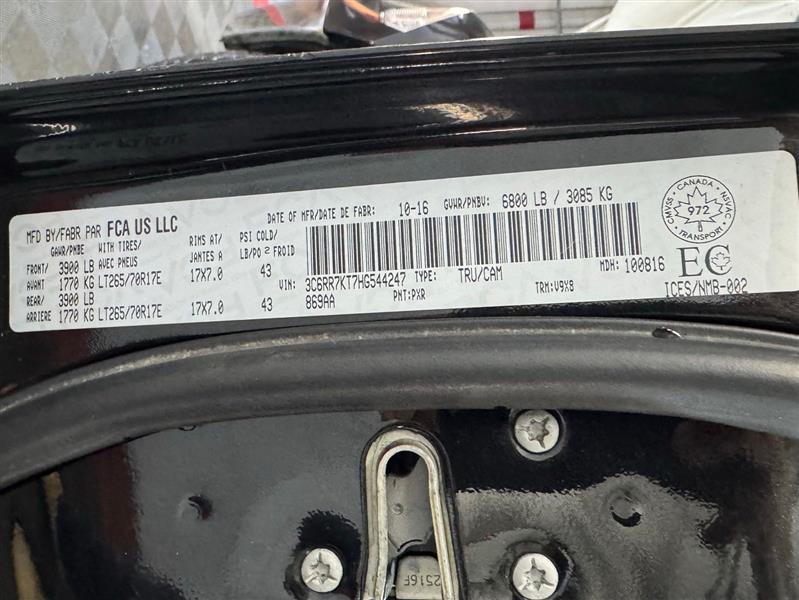 MFD BY/FABR PAR FCA US LLC
DATE OF MFR/DATE DE FABR: 10-16 GVWR/PNBV: 6800 LB / 3085 KG
GAWR/PNBE WITH TIRES/ RIMS AT/ PSI COLD/
AVEC PNEUS JANTES A LB/PO 2 FROID
FRONT/ 3900 LB
AVANT 1770 KG LT265/70R17E 17X7.0 43
REAR/ 3900 LB
ARRIERE 1770 KG LT265/70R17E 17X7.0 43
VIN: 3C6RR7KT7HG544247 TYPE: TRU/CAM MDH: 100816
869AA PNT: PXR TRM: V9X8
CANADA
CMVSS NSVAC
972
TRANSPORT
EC
ICES/NMB-002
2516F